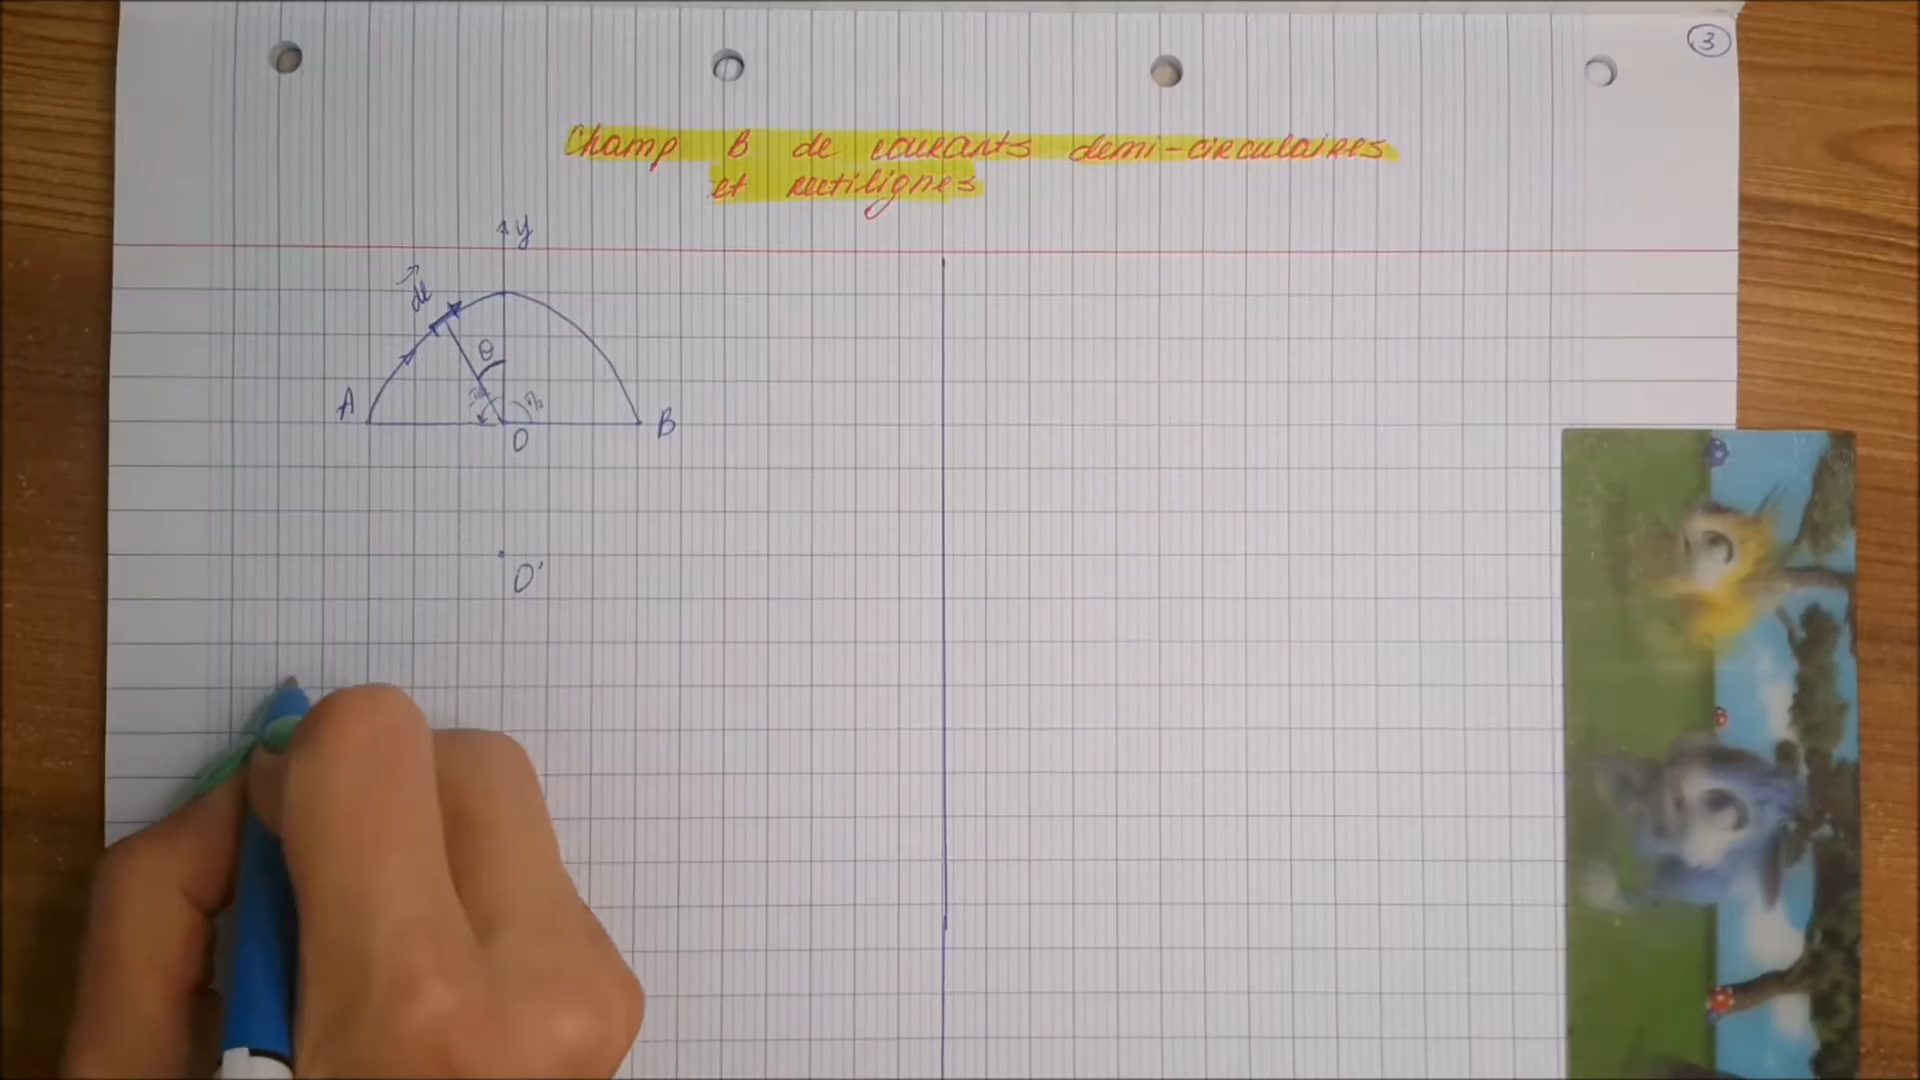 3
Champ B de courants demi-circulaires
et rectilignes
y
dl
θ
A
O
B
O'